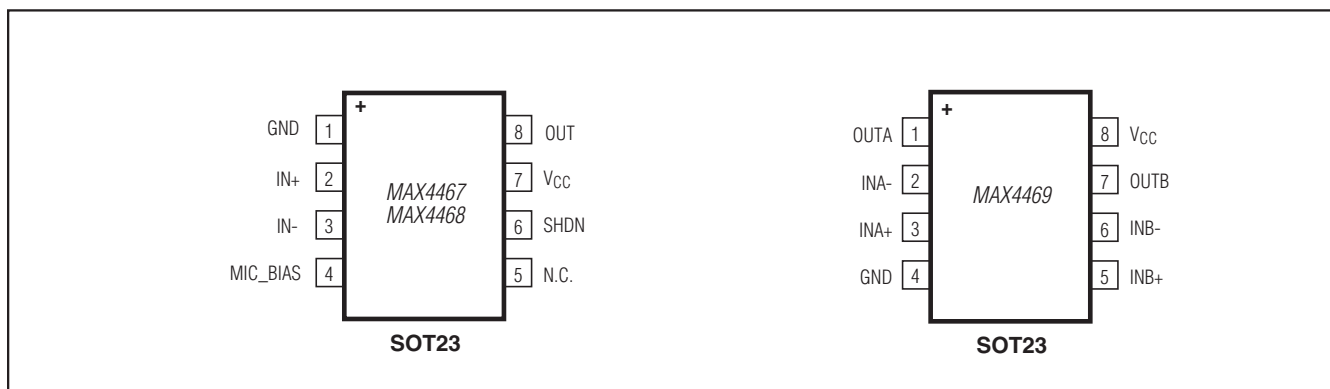 +
GND 1
IN+ 2
IN- 3
MIC_BIAS 4
MAX4467
MAX4468
8 OUT
7 VCC
6 SHDN
5 N.C.
SOT23
+
OUTA 1
INA- 2
INA+ 3
GND 4
MAX4469
8 VCC
7 OUTB
6 INB-
5 INB+
SOT23